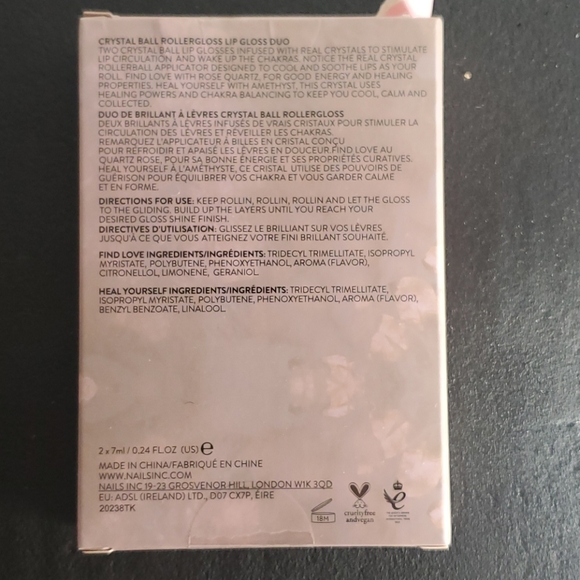 CRYSTAL BALL ROLLERGLOSS LIP GLOSS DUO
TWO CRYSTAL BALL LIP GLOSSES INFUSED WITH REAL CRYSTALS TO STIMULATE
LIP CIRCULATION AND WAKE UP THE CHAKRAS. NOTICE THE REAL CRYSTAL
ROLLERBALL APPLICATOR DESIGNED TO COOL AND SOOTHE LIPS AS YOUR
ROLL. FIND LOVE WITH ROSE QUARTZ, FOR GOOD ENERGY AND HEALING
PROPERTIES. HEAL YOURSELF WITH AMETHYST, THIS CRYSTAL USES
HEALING POWERS AND CHAKRA BALANCING TO KEEP YOU COOL, CALM AND
COLLECTED.
DUO DE BRILLANT À LÈVRES CRYSTAL BALL ROLLERGLOSS
DEUX BRILLANTS À LÈVRES INFUSÉS DE VRAIS CRISTAUX POUR STIMULER LA
CIRCULATION DES LÈVRES ET RÉVEILLER LES CHAKRAS.
REMARQUEZ L'APPLICATEUR À BILLES EN CRISTAL CONÇU
POUR RÉFROIDIR ET APAISÉ LES LÈVRES EN DOUCEUR. FIND LOVE AU
QUARTZ ROSE, POUR SA BONNE ÉNERGIE ET SES PROPRIÉTÉS CURATIVES.
HEAL YOURSELF À L'AMÉTHYSTE, CE CRISTAL UTILISE DES POUVOIRS DE
GUÉRISON POUR ÉQUILIBRER VOS CHAKRA ET VOUS GARDER CALME
ET EN FORME.
DIRECTIONS FOR USE: KEEP ROLLIN, ROLLIN, ROLLIN AND LET THE GLOSS
TO THE GLIDING. BUILD UP THE LAYERS UNTIL YOU REACH YOUR
DESIRED GLOSS SHINE FINISH.
DIRECTIVES D'UTILISATION: GLISSEZ LE BRILLIANT SUR VOS LÈVRES
JUSQU'À CE QUE VOUS ATTEIGNEZ VOTRE FINI BRILLANT SOUHAITÉ.
FIND LOVE INGREDIENTS/INGRÉDIENTS: TRIDECYL TRIMELLITATE, ISOPROPYL
MYRISTATE, POLYBUTENE, PHENOXYETHANOL, AROMA (FLAVOR),
CITRONELLOL, LIMONENE, GERANIOL.
HEAL YOURSELF INGREDIENTS/INGRÉDIENTS: TRIDECYL TRIMELLITATE,
ISOPROPYL MYRISTATE, POLYBUTENE, PHENOXYETHANOL, AROMA (FLAVOR),
BENZYL BENZOATE, LINALOOL.
2 x 7ml / 0,24 FL.OZ (US) ℮
MADE IN CHINA/FABRIQUÉ EN CHINE
WWW.NAILSINC.COM
NAILS INC 19-23 GROSVENOR HILL, LONDON W1K 3QD
EU: ADSL (IRELAND) LTD., D07 CX7P, ÉIRE
20238TK
18M
crueltyfree
andvegan